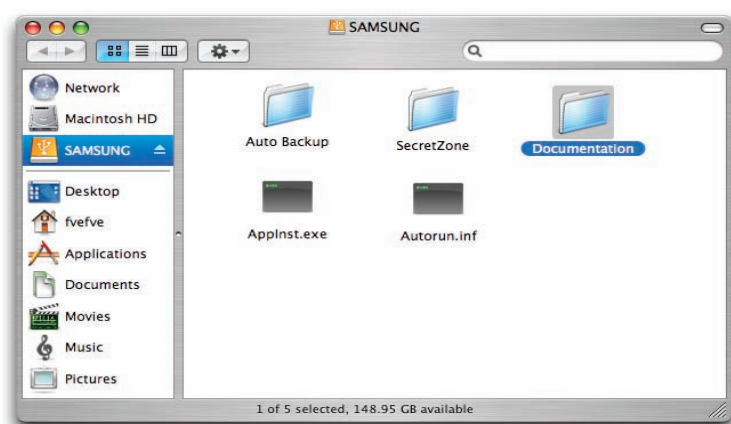 SAMSUNG
Network
Macintosh HD
SAMSUNG
Desktop
fvefve
Applications
Documents
Movies
Music
Pictures
Auto Backup
SecretZone
Documentation
AppInst.exe
Autorun.inf
1 of 5 selected, 148.95 GB available